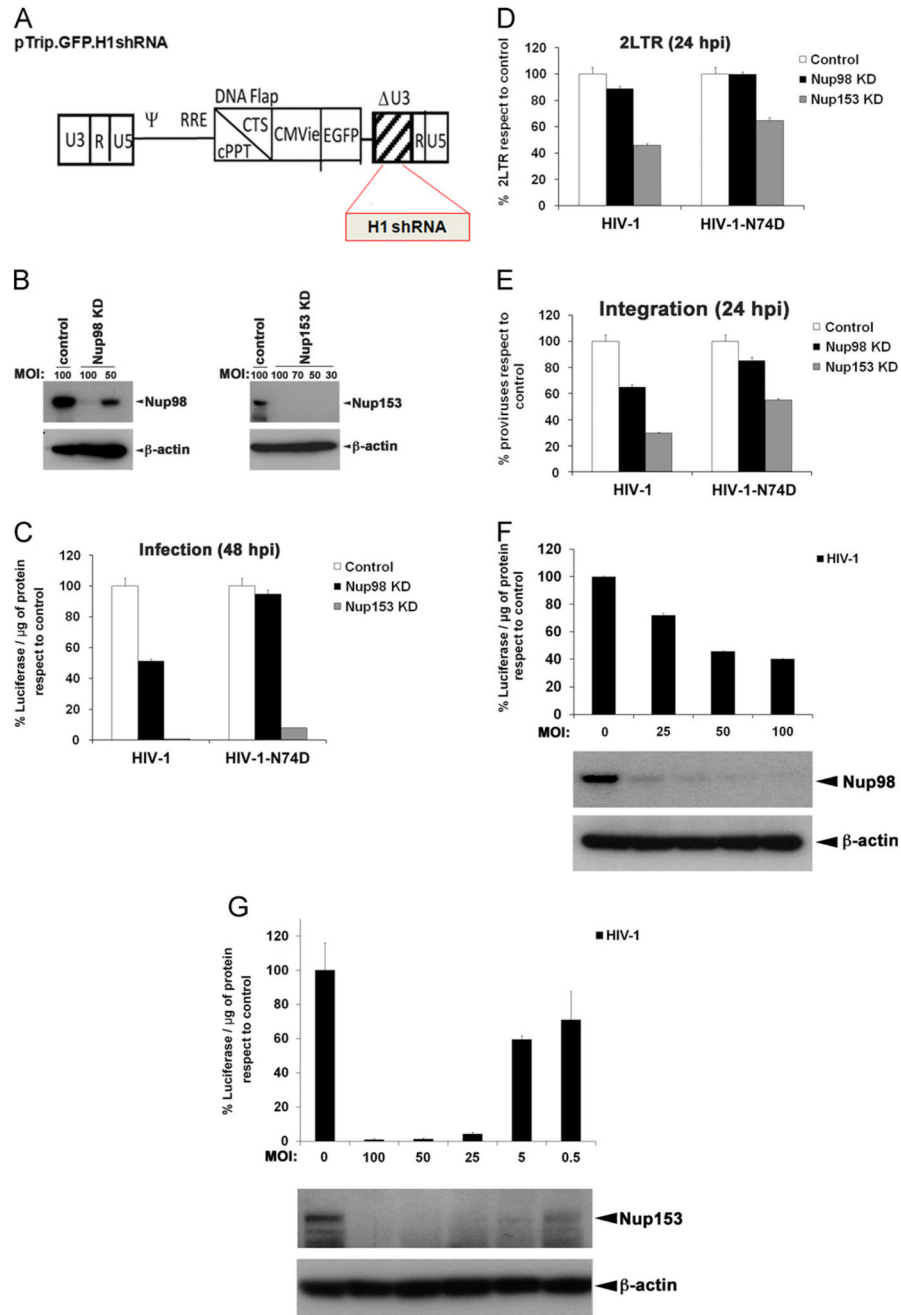 A
pTrip.GFP.H1shRNA
U3 R U5
Ψ
RRE
DNA Flap
CTS
cPPT
CMVie
EGFP
ΔU3
R U5
H1 shRNA
B
control
Nup98 KD
MOI: 100 100 50
Nup98
β-actin
control
Nup153 KD
MOI: 100 100 70 50 30
Nup153
β-actin
C
Infection (48 hpi)
% Luciferase / μg of protein
respect to control
120
100
80
60
40
20
0
HIV-1 HIV-1-N74D
Control
Nup98 KD
Nup153 KD
D
2LTR (24 hpi)
% 2LTR respect to control
120
100
80
60
40
20
0
HIV-1 HIV-1-N74D
Control
Nup98 KD
Nup153 KD
E
Integration (24 hpi)
% proviruses respect to
control
120
100
80
60
40
20
0
HIV-1 HIV-1-N74D
Control
Nup98 KD
Nup153 KD
F
HIV-1
% Luciferase / μg of protein
respect to control
120
100
80
60
40
20
0
MOI: 0 25 50 100
Nup98
β-actin
G
HIV-1
% Luciferase / μg of protein
respect to control
120
100
80
60
40
20
0
MOI: 0 100 50 25 5 0.5
Nup153
β-actin